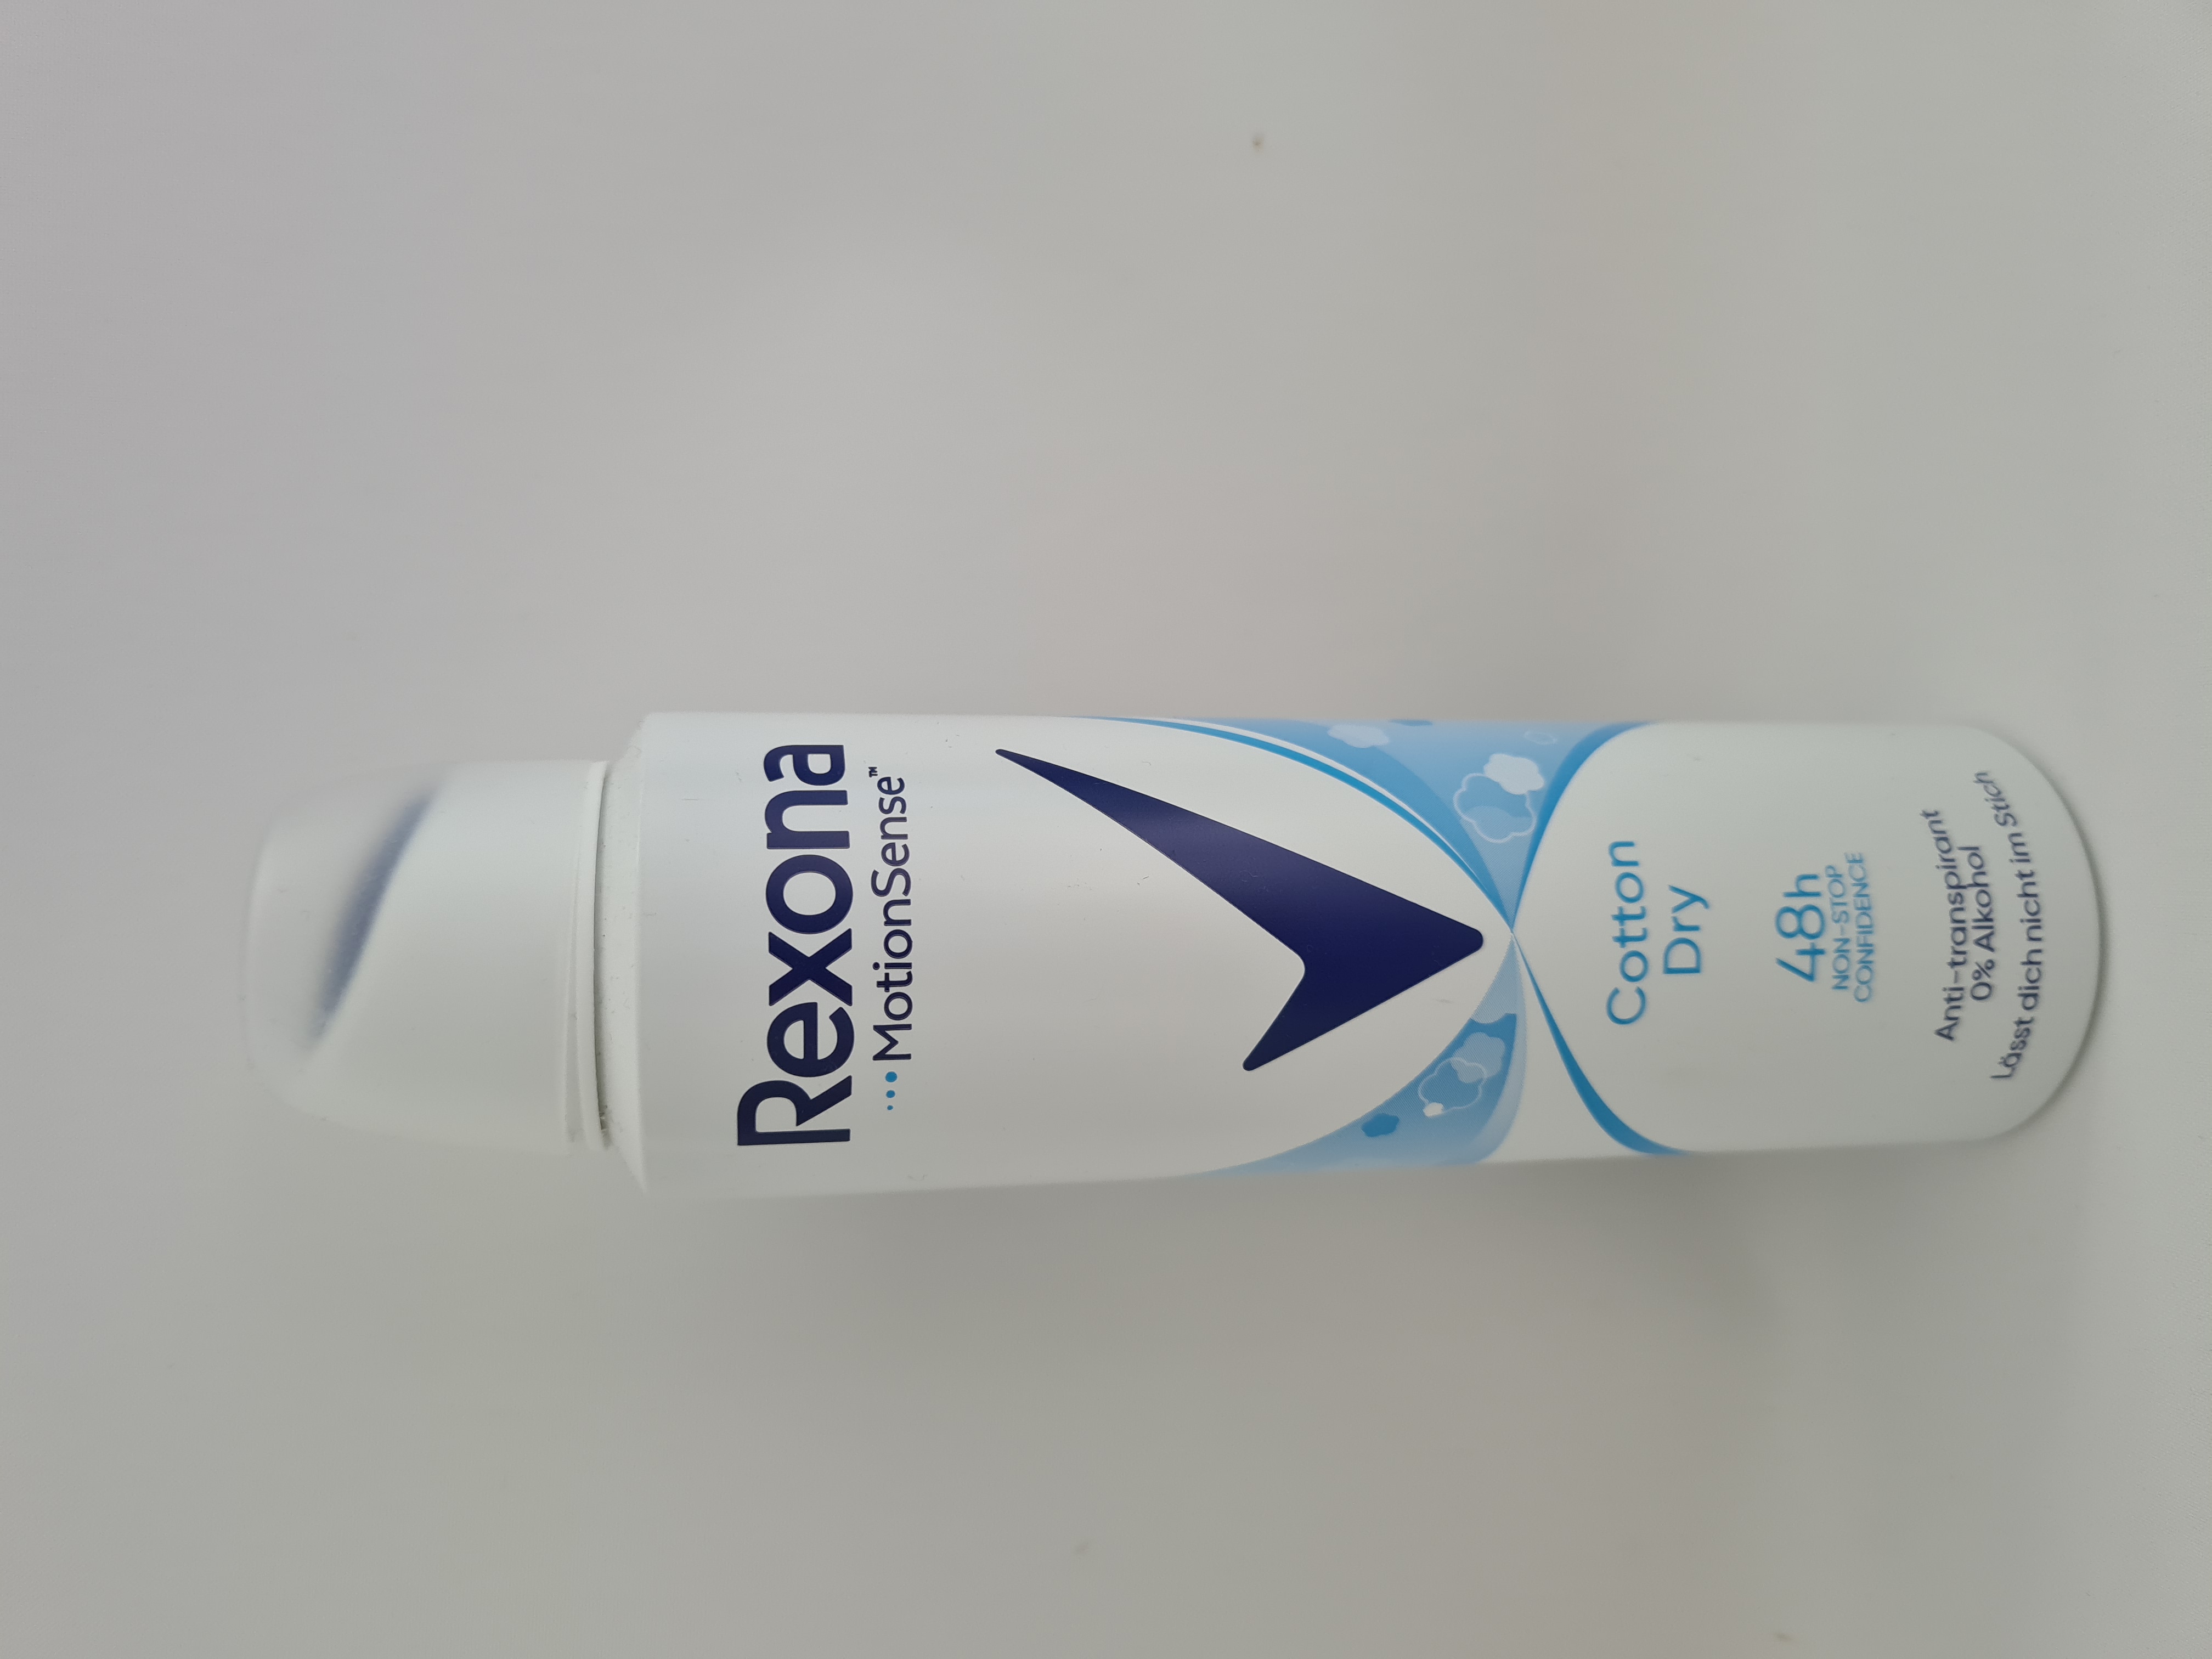 Rexona
MotionSense™
Cotton
Dry
48h
NON-STOP
CONFIDENCE
Anti-transpirant
0% Alkohol
Lässt dich nicht im Stich